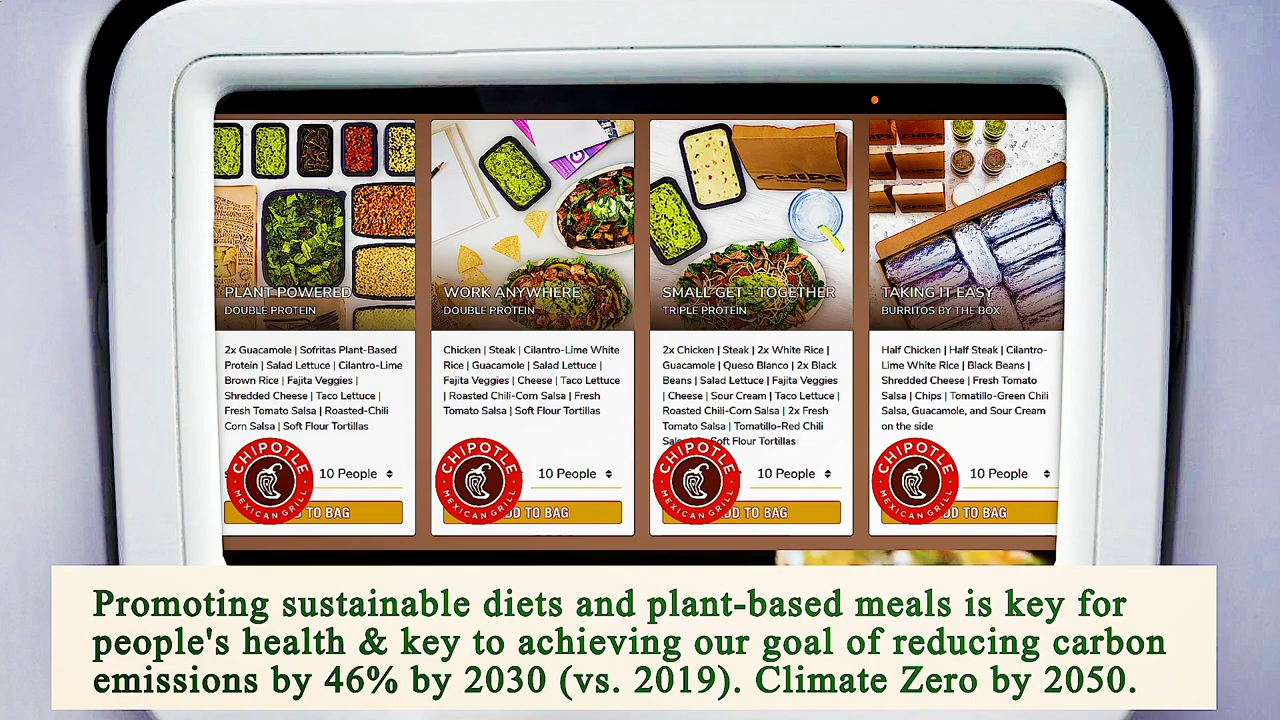 PLANT POWERED
DOUBLE PROTEIN
2x Guacamole | Sofritas Plant-Based
Protein | Salad Lettuce | Cilantro-Lime
Brown Rice | Fajita Veggies |
Shredded Cheese | Taco Lettuce |
Fresh Tomato Salsa | Roasted-Chili
Corn Salsa | Soft Flour Tortillas
CHIPOTLE
MEXICAN GRILL
10 People
TO BAG
WORK ANYWHERE
DOUBLE PROTEIN
Chicken | Steak | Cilantro-Lime White
Rice | Guacamole | Salad Lettuce |
Fajita Veggies | Cheese | Taco Lettuce
| Roasted Chili-Corn Salsa | Fresh
Tomato Salsa | Soft Flour Tortillas
CHIPOTLE
MEXICAN GRILL
10 People
TO BAG
CHIPS
SMALL GET - TOGETHER
TRIPLE PROTEIN
2x Chicken | Steak | 2x White Rice |
Guacamole | Queso Blanco | 2x Black
Beans | Salad Lettuce | Fajita Veggies
| Cheese | Sour Cream | Taco Lettuce |
Roasted Chili-Corn Salsa | 2x Fresh
Tomato Salsa | Tomatillo-Red Chili
Soft Flour Tortillas
CHIPOTLE
MEXICAN GRILL
10 People
TO BAG
CHIPS
TAKING IT EASY
BURRITOS BY THE BOX
Half Chicken | Half Steak | Cilantro-
Lime White Rice | Black Beans |
Shredded Cheese | Fresh Tomato
Salsa | Chips | Tomatillo-Green Chili
Salsa, Guacamole, and Sour Cream
on the side
CHIPOTLE
MEXICAN GRILL
10 People
TO BAG
Promoting sustainable diets and plant-based meals is key for
people's health & key to achieving our goal of reducing carbon
emissions by 46% by 2030 (vs. 2019). Climate Zero by 2050.